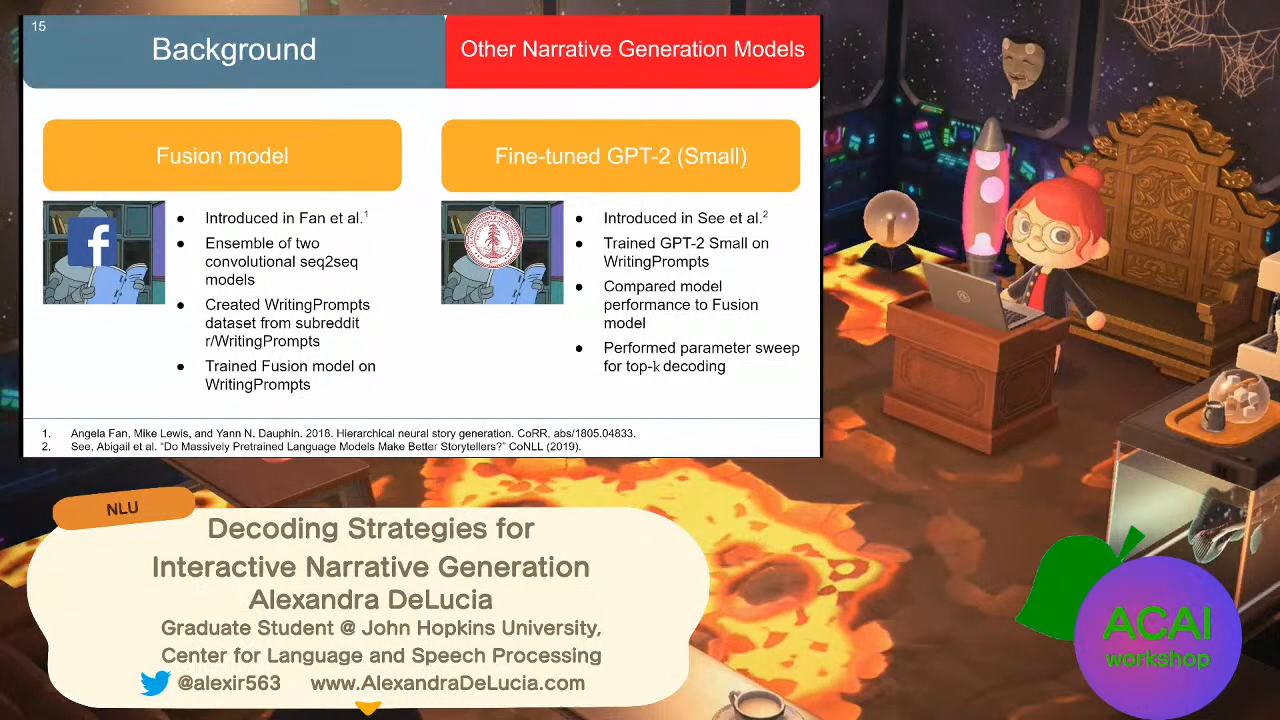 15
Background
Other Narrative Generation Models
Fusion model
Fine-tuned GPT-2 (Small)
● Introduced in Fan et al.1
● Ensemble of two
convolutional seq2seq
models
● Created WritingPrompts
dataset from subreddit
r/WritingPrompts
● Trained Fusion model on
WritingPrompts
● Introduced in See et al.2
● Trained GPT-2 Small on
WritingPrompts
● Compared model
performance to Fusion
model
● Performed parameter sweep
for top-k decoding
1. Angela Fan, Mike Lewis, and Yann N. Dauphin. 2018. Hierarchical neural story generation. CoRR, abs/1805.04833.
2. See, Abigail et al. "Do Massively Pretrained Language Models Make Better Storytellers?" CoNLL (2019).
NLU
Decoding Strategies for
Interactive Narrative Generation
Alexandra DeLucia
Graduate Student @ John Hopkins University,
Center for Language and Speech Processing
@alexir563 www.AlexandraDeLucia.com
ACAI
workshop